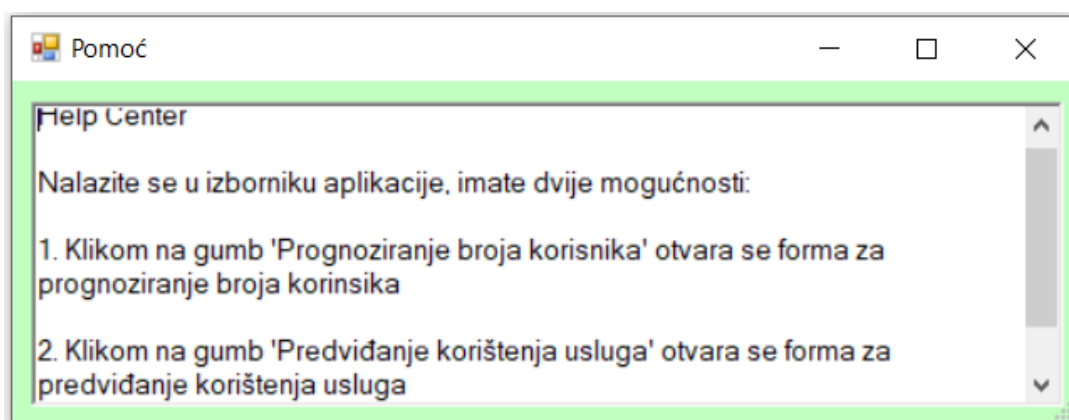 Pomoć
Help Center
Nalazite se u izborniku aplikacije, imate dvije mogućnosti:
1. Klikom na gumb 'Prognoziranje broja korisnika' otvara se forma za
prognoziranje broja korinsika
2. Klikom na gumb 'Predviđanje korištenja usluga' otvara se forma za
predviđanje korištenja usluga